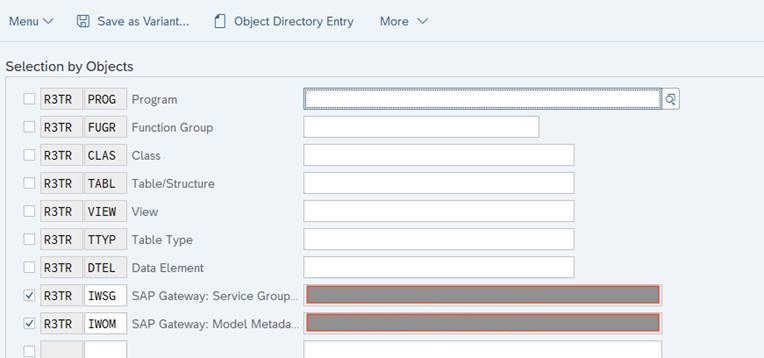 Menu Save as Variant... Object Directory Entry More
Selection by Objects
R3TR PROG Program
R3TR FUGR Function Group
R3TR CLAS Class
R3TR TABL Table/Structure
R3TR VIEW View
R3TR TTYP Table Type
R3TR DTEL Data Element
R3TR IWSG SAP Gateway: Service Group...
R3TR IWOM SAP Gateway: Model Metada...